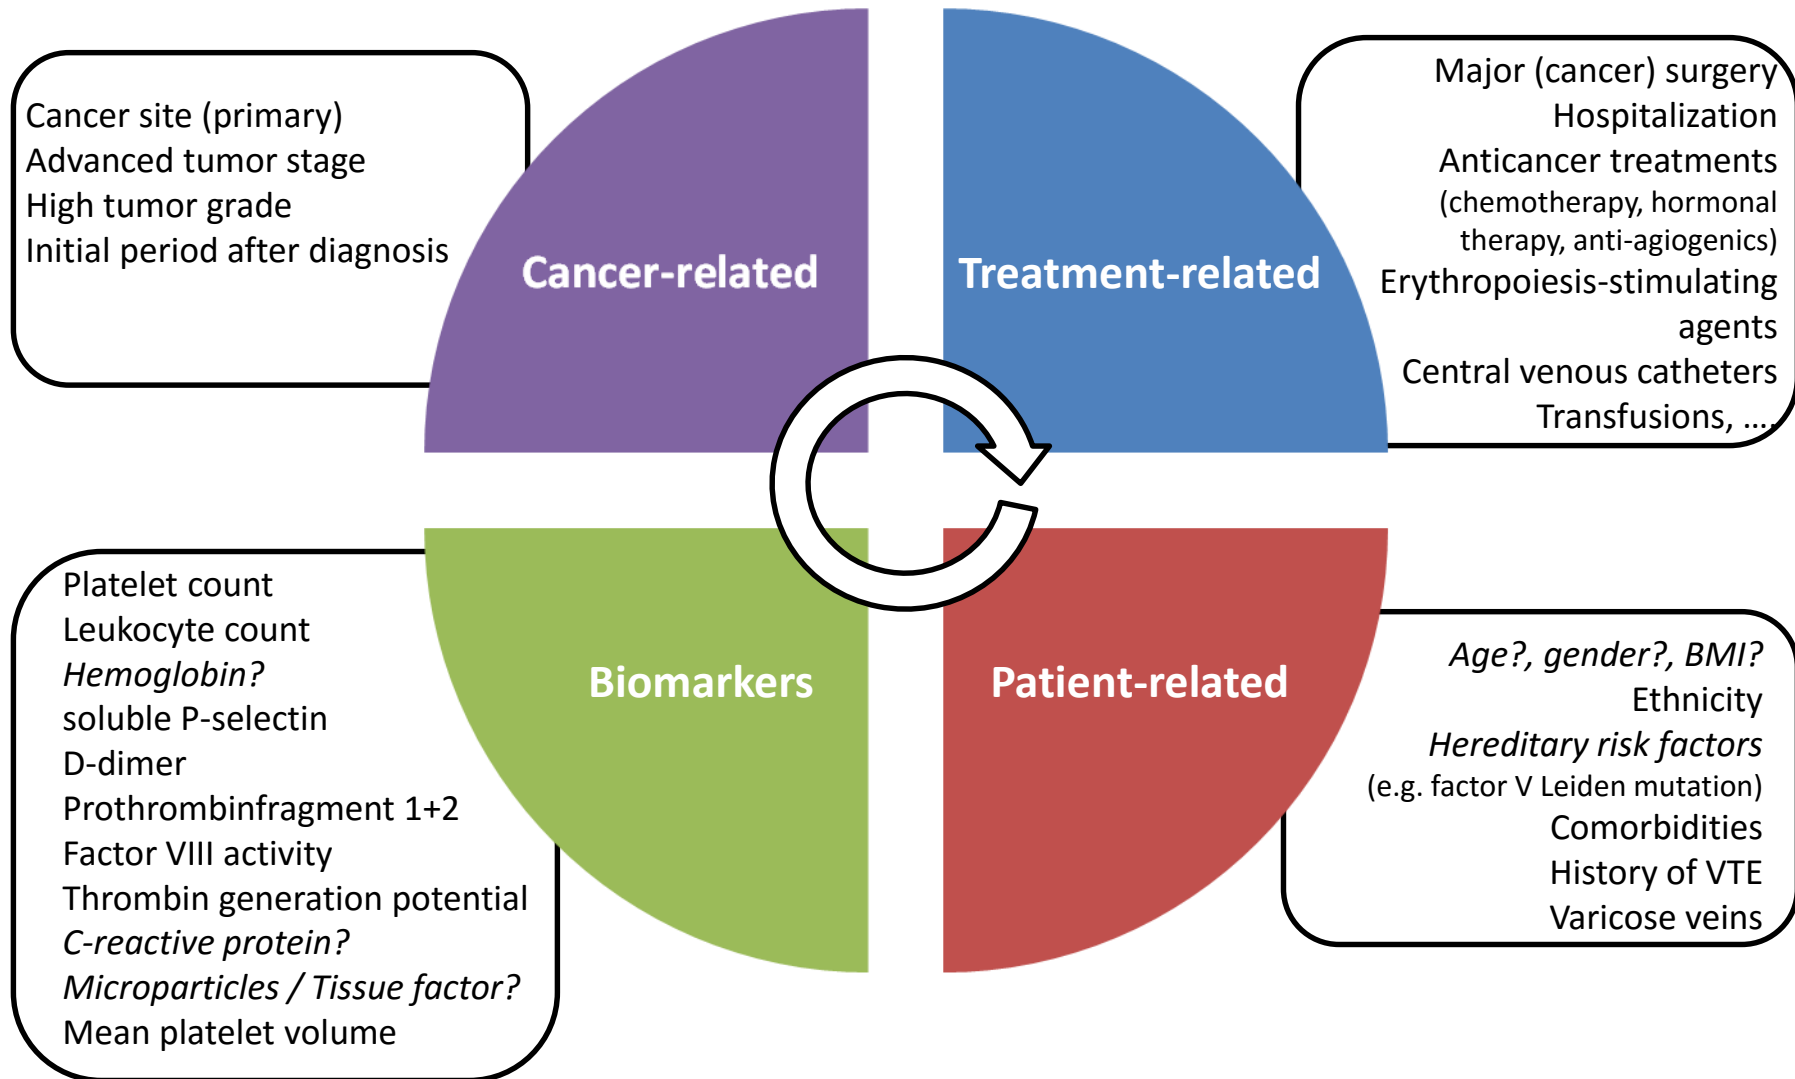 Cancer site (primary)
Advanced tumor stage
High tumor grade
Initial period after diagnosis
Cancer-related
Treatment-related
Major (cancer) surgery
Hospitalization
Anticancer treatments
(chemotherapy, hormonal
therapy, anti-agiogenics)
Erythropoiesis-stimulating
agents
Central venous catheters
Transfusions, ....
Platelet count
Leukocyte count
Hemoglobin?
soluble P-selectin
D-dimer
Prothrombinfragment 1+2
Factor VIII activity
Thrombin generation potential
C-reactive protein?
Microparticles / Tissue factor?
Mean platelet volume
Biomarkers
Patient-related
Age?, gender?, BMI?
Ethnicity
Hereditary risk factors
(e.g. factor V Leiden mutation)
Comorbidities
History of VTE
Varicose veins